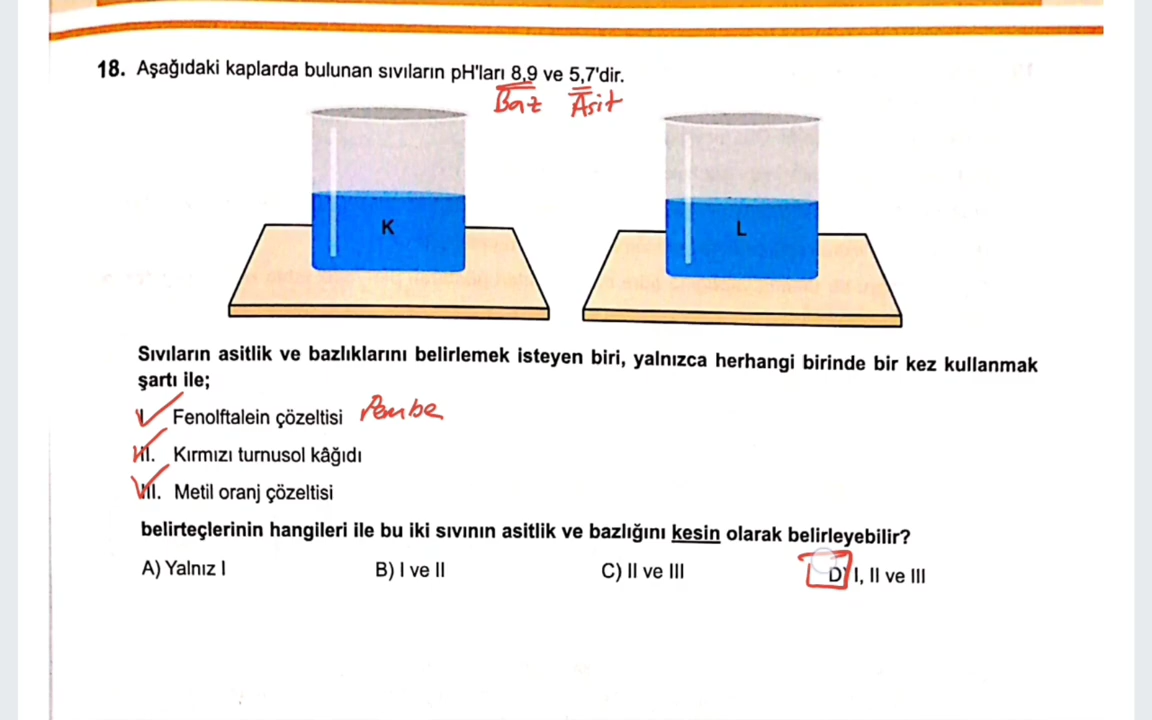 18. Aşağıdaki kaplarda bulunan sıvıların pH'ları 8,9 ve 5,7'dir.
Baz Asit
K
L
Sıvıların asitlik ve bazlıklarını belirlemek isteyen biri, yalnızca herhangi birinde bir kez kullanmak
şartı ile;
I. Fenolftalein çözeltisi Pembe
II. Kırmızı turnusol kâğıdı
III. Metil oranj çözeltisi
belirteçlerinin hangileri ile bu iki sıvının asitlik ve bazlığını kesin olarak belirleyebilir?
A) Yalnız I B) I ve II C) II ve III D) I, II ve III